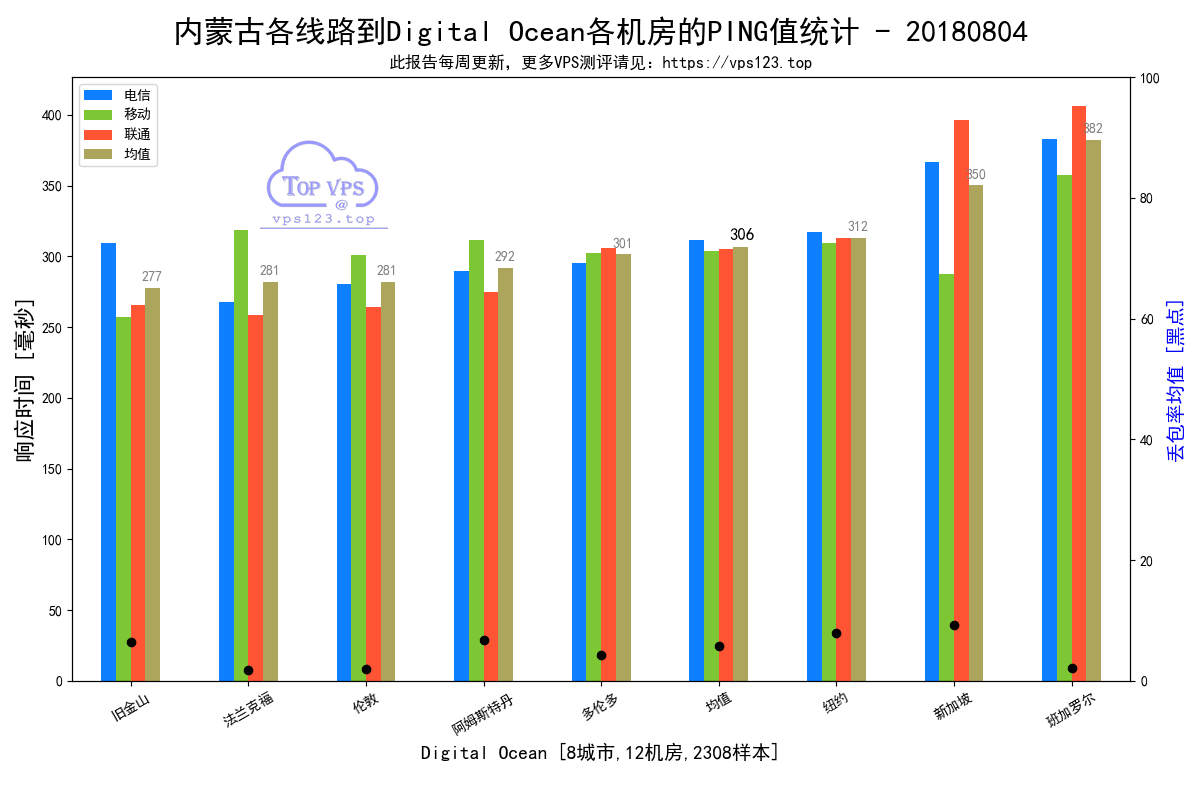 内蒙古各线路到Digital Ocean各机房的PING值统计 - 20180804
此报告每周更新，更多VPS测评请见：https://vps123.top
电信
移动
联通
均值
TOP VPS
@
vps123.top
响应时间 [毫秒]
400
350
300
250
200
150
100
50
0
277
281
281
292
301
306
312
350
382
100
80
60
40
20
0
丢包率均值 [黑点]
旧金山
法兰克福
伦敦
阿姆斯特丹
多伦多
均值
纽约
新加坡
班加罗尔
Digital Ocean [8城市,12机房,2308样本]